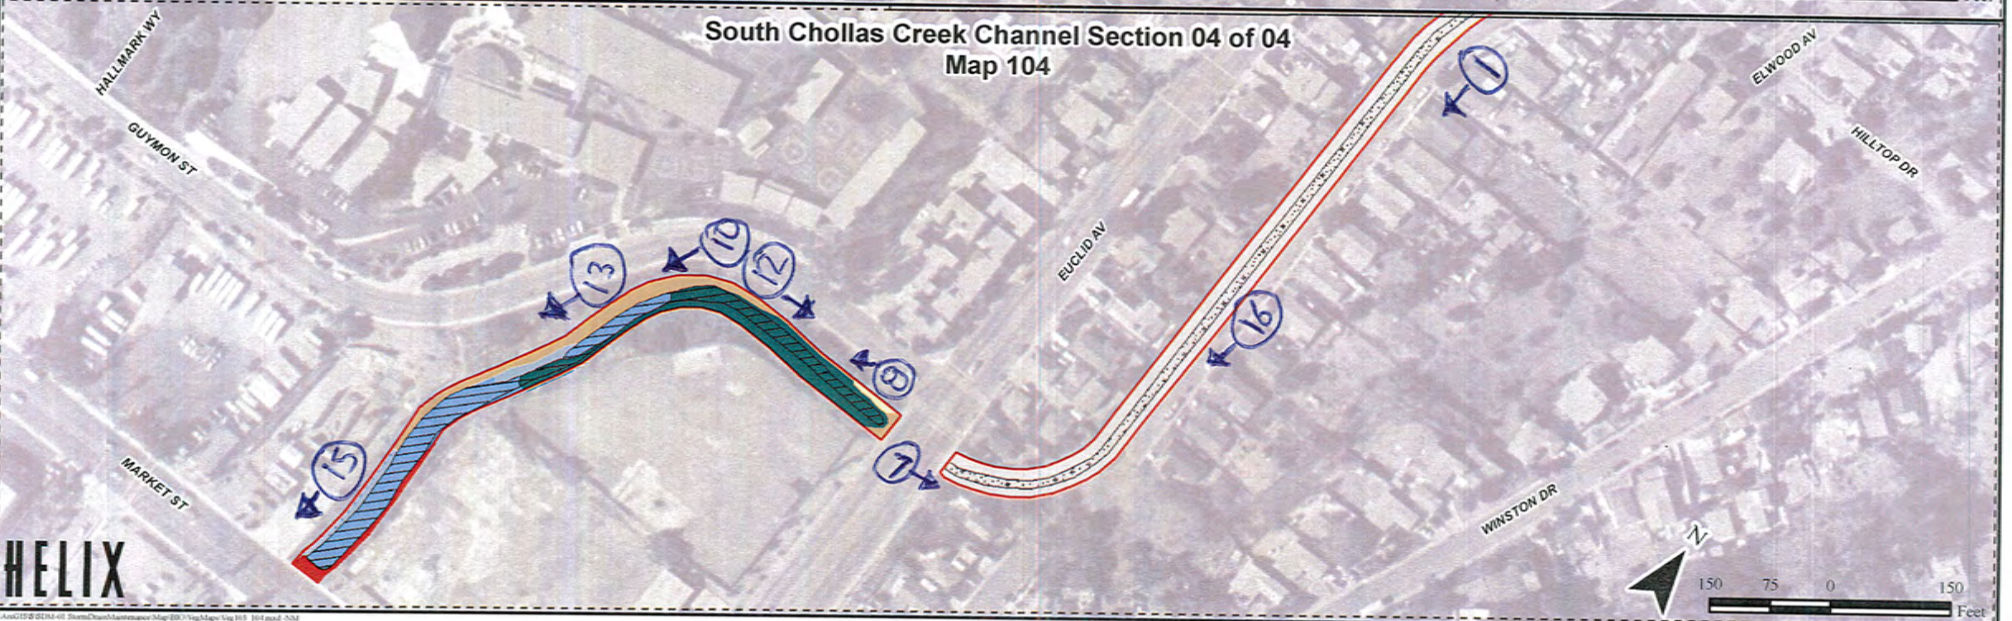 South Chollas Creek Channel Section 04 of 04
Map 104
HALLMARK WY
GUYMON ST
MARKET ST
EUCLID AV
ELWOOD AV
HILLTOP DR
WINSTON DR
1
10
12
13
16
7
15
HELIX
N
150 75 0 150
Feet